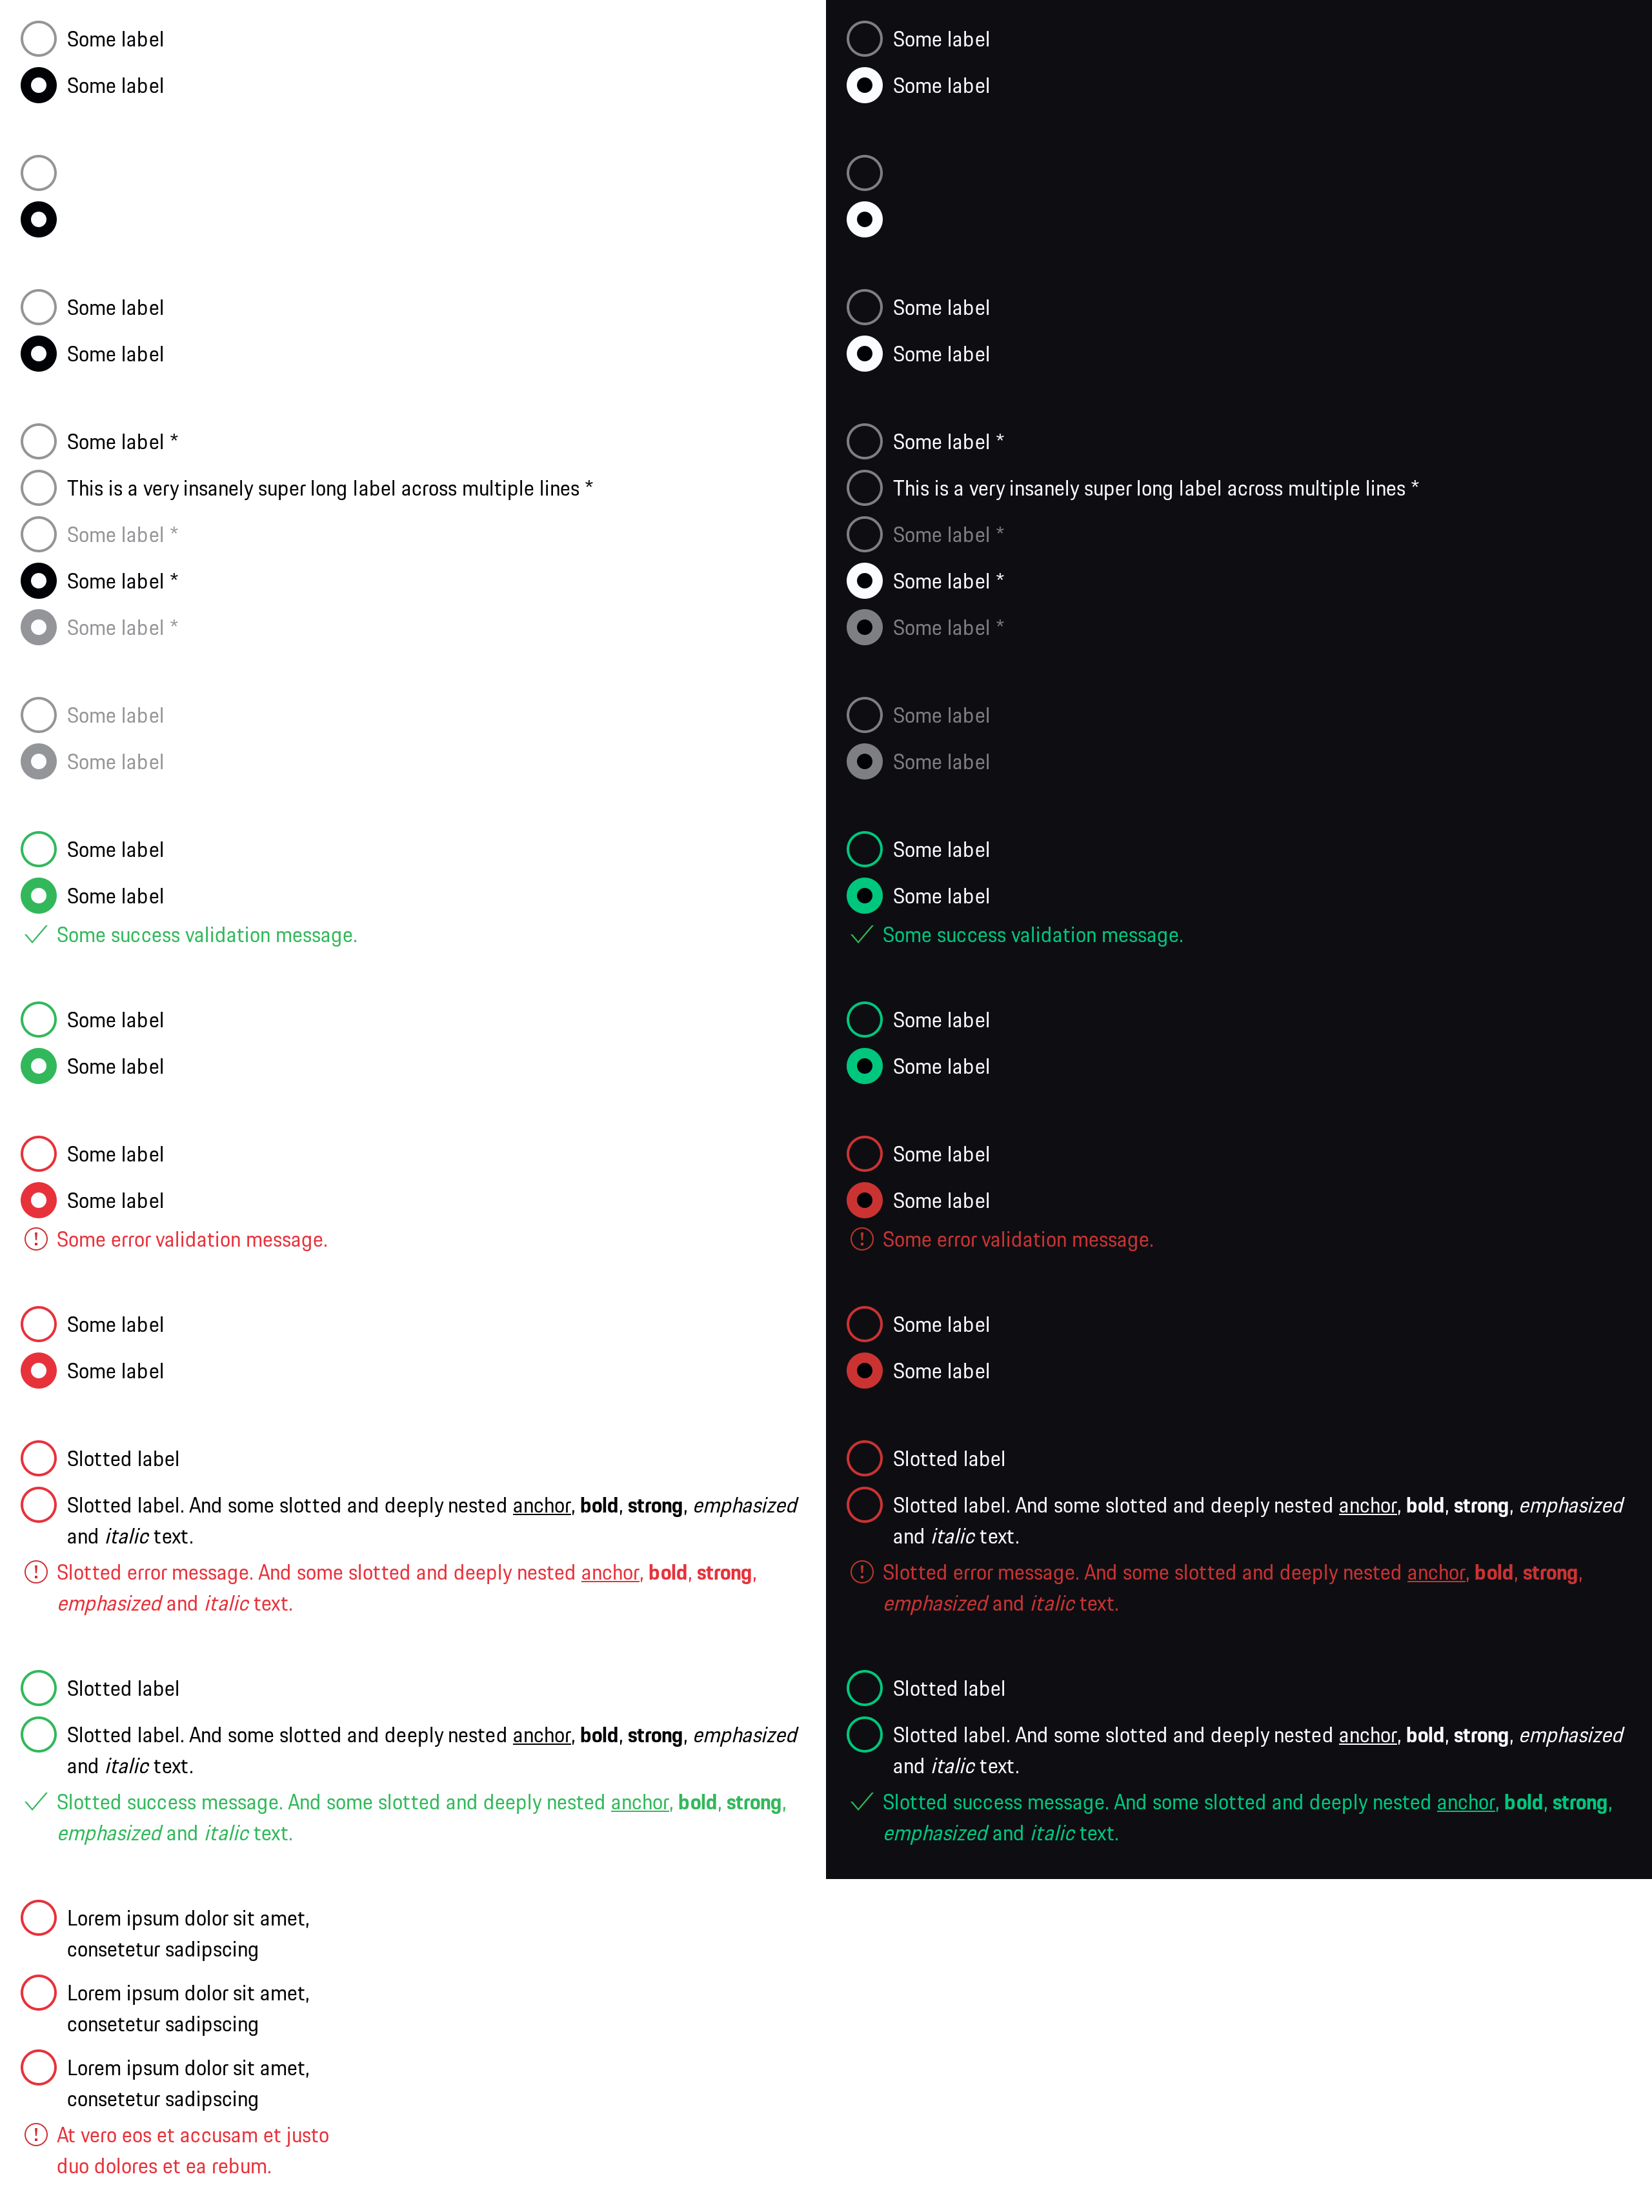 Some label
Some label
Some label
Some label
Some label *
This is a very insanely super long label across multiple lines *
Some label *
Some label *
Some label *
Some label
Some label
Some label
Some label
Some success validation message.
Some label
Some label
Some label
Some label
Some error validation message.
Some label
Some label
Slotted label
Slotted label. And some slotted and deeply nested anchor, bold, strong, emphasized
and italic text.
Slotted error message. And some slotted and deeply nested anchor, bold, strong,
emphasized and italic text.
Slotted label
Slotted label. And some slotted and deeply nested anchor, bold, strong, emphasized
and italic text.
Slotted success message. And some slotted and deeply nested anchor, bold, strong,
emphasized and italic text.
Lorem ipsum dolor sit amet,
consetetur sadipscing
Lorem ipsum dolor sit amet,
consetetur sadipscing
Lorem ipsum dolor sit amet,
consetetur sadipscing
At vero eos et accusam et justo
duo dolores et ea rebum.
Some label
Some label
Some label
Some label
Some label *
This is a very insanely super long label across multiple lines *
Some label *
Some label *
Some label *
Some label
Some label
Some label
Some label
Some success validation message.
Some label
Some label
Some label
Some label
Some error validation message.
Some label
Some label
Slotted label
Slotted label. And some slotted and deeply nested anchor, bold, strong, emphasized
and italic text.
Slotted error message. And some slotted and deeply nested anchor, bold, strong,
emphasized and italic text.
Slotted label
Slotted label. And some slotted and deeply nested anchor, bold, strong, emphasized
and italic text.
Slotted success message. And some slotted and deeply nested anchor, bold, strong,
emphasized and italic text.